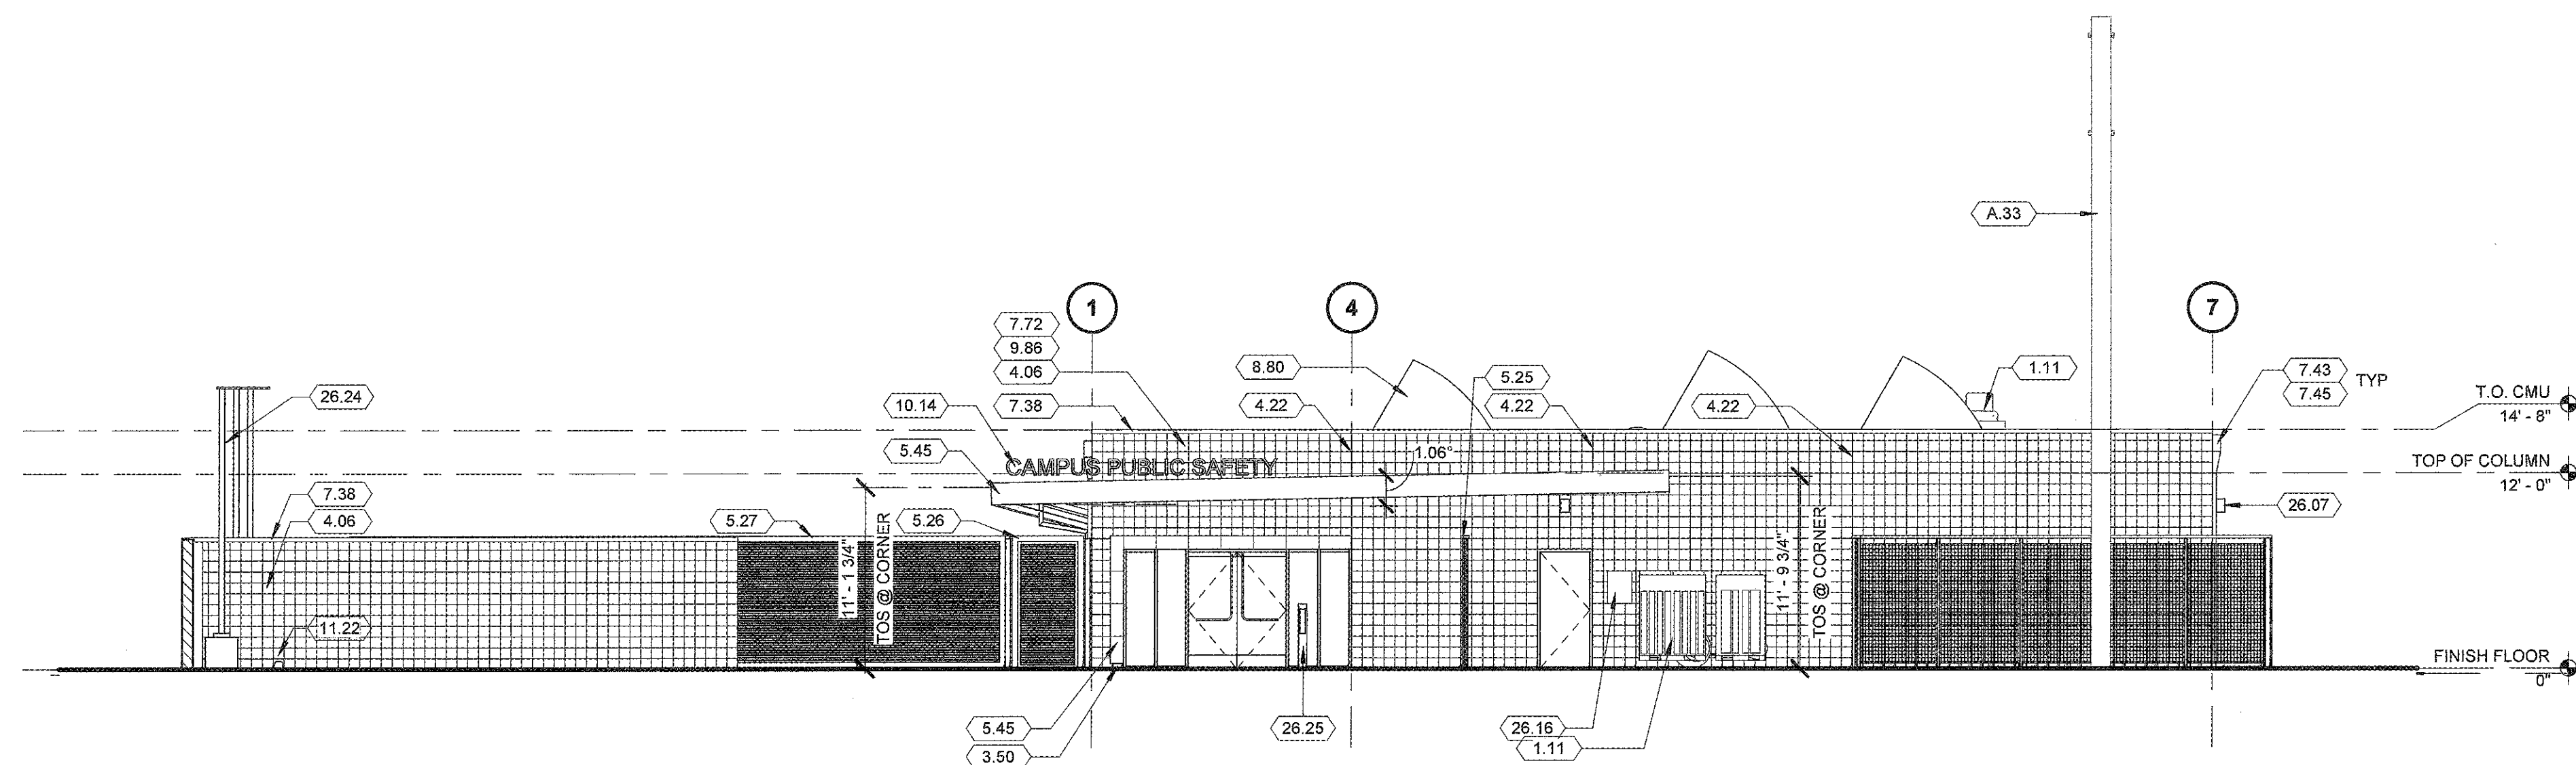 A.33
1
4
7
7.72
9.86
4.06
7.38
8.80
4.22
5.25
4.22
4.22
1.11
7.43
7.45
TYP
T.O. CMU
14' - 8"
26.24
10.14
5.45
CAMPUS PUBLIC SAFETY
1.06°
TOP OF COLUMN
12' - 0"
7.38
4.06
5.27
5.26
26.07
11' - 1 3/4"
TOS @ CORNER
11' - 9 3/4"
TOS @ CORNER
11.22
FINISH FLOOR
0"
5.45
3.50
26.25
26.16
1.11